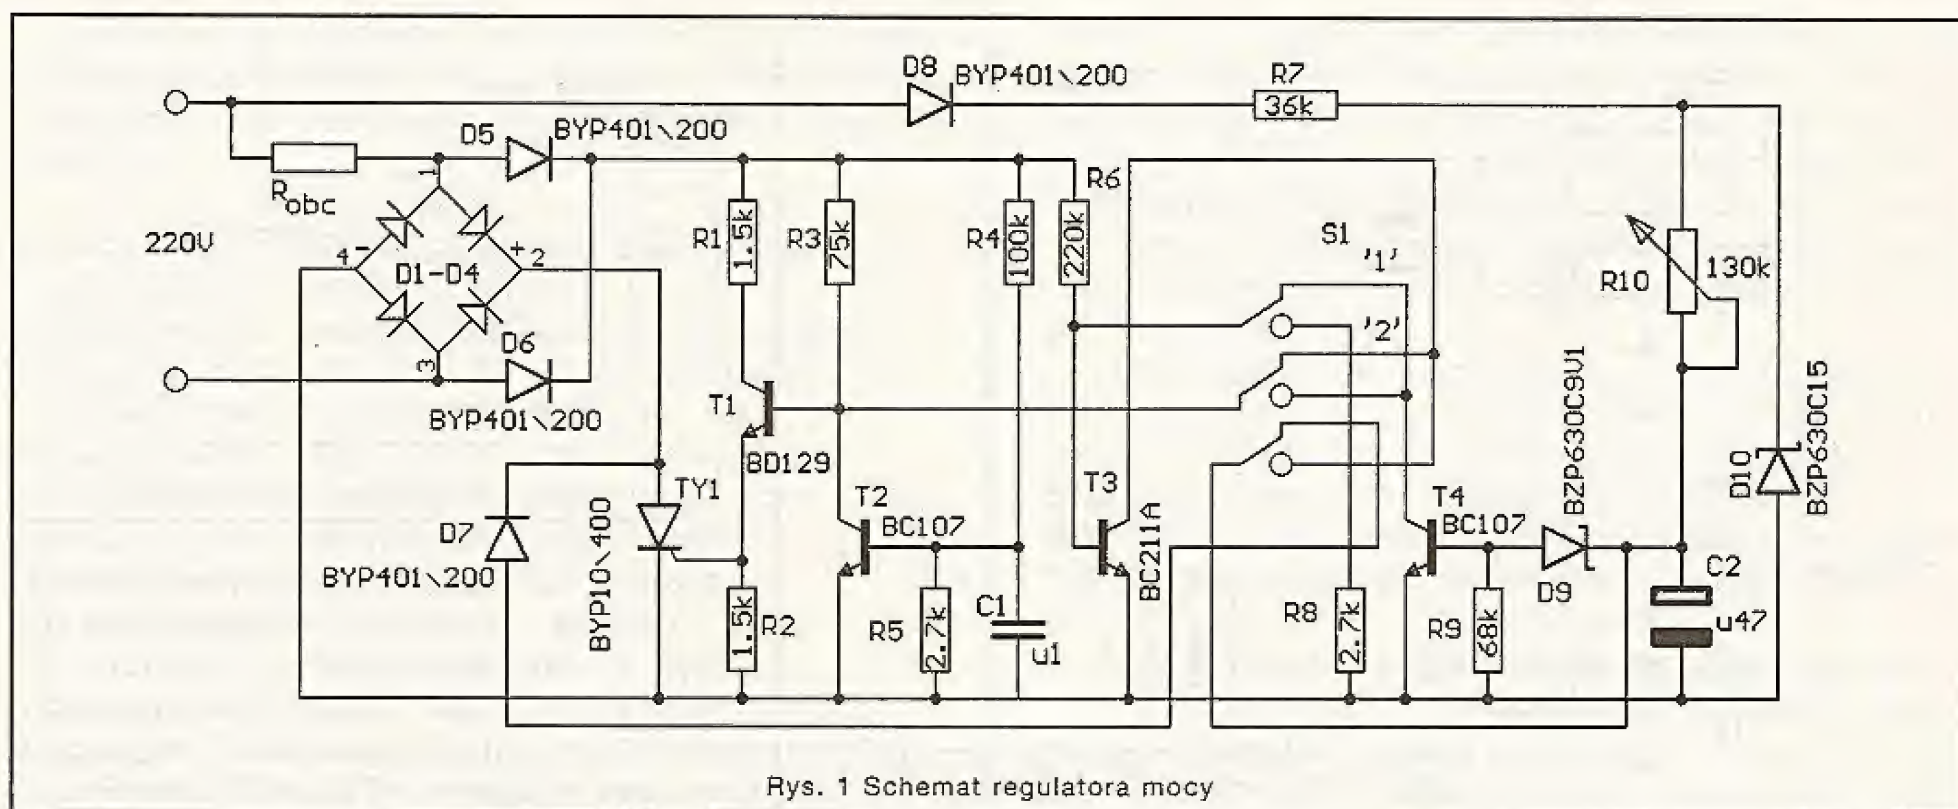 D8 BYP401\200
R7
36k
D5 BYP401\200
Robc
220V
1
4 - + 2
D1-D4
3
D6
BYP401\200
R1 1.5k
R3 75k
R4 100k
R6
220k
S1
'1'
'2'
R10 130k
T1
BD129
TY1
BYP10\400
D7
BYP401\200
R2 1.5k
T2
BC107
R5 2.7k
C1
u1
T3
BC211A
R8 2.7k
T4
BC107
R9 68k
D9
BZP630C9V1
C2
u47
D10
BZP630C15
Rys. 1 Schemat regulatora mocy